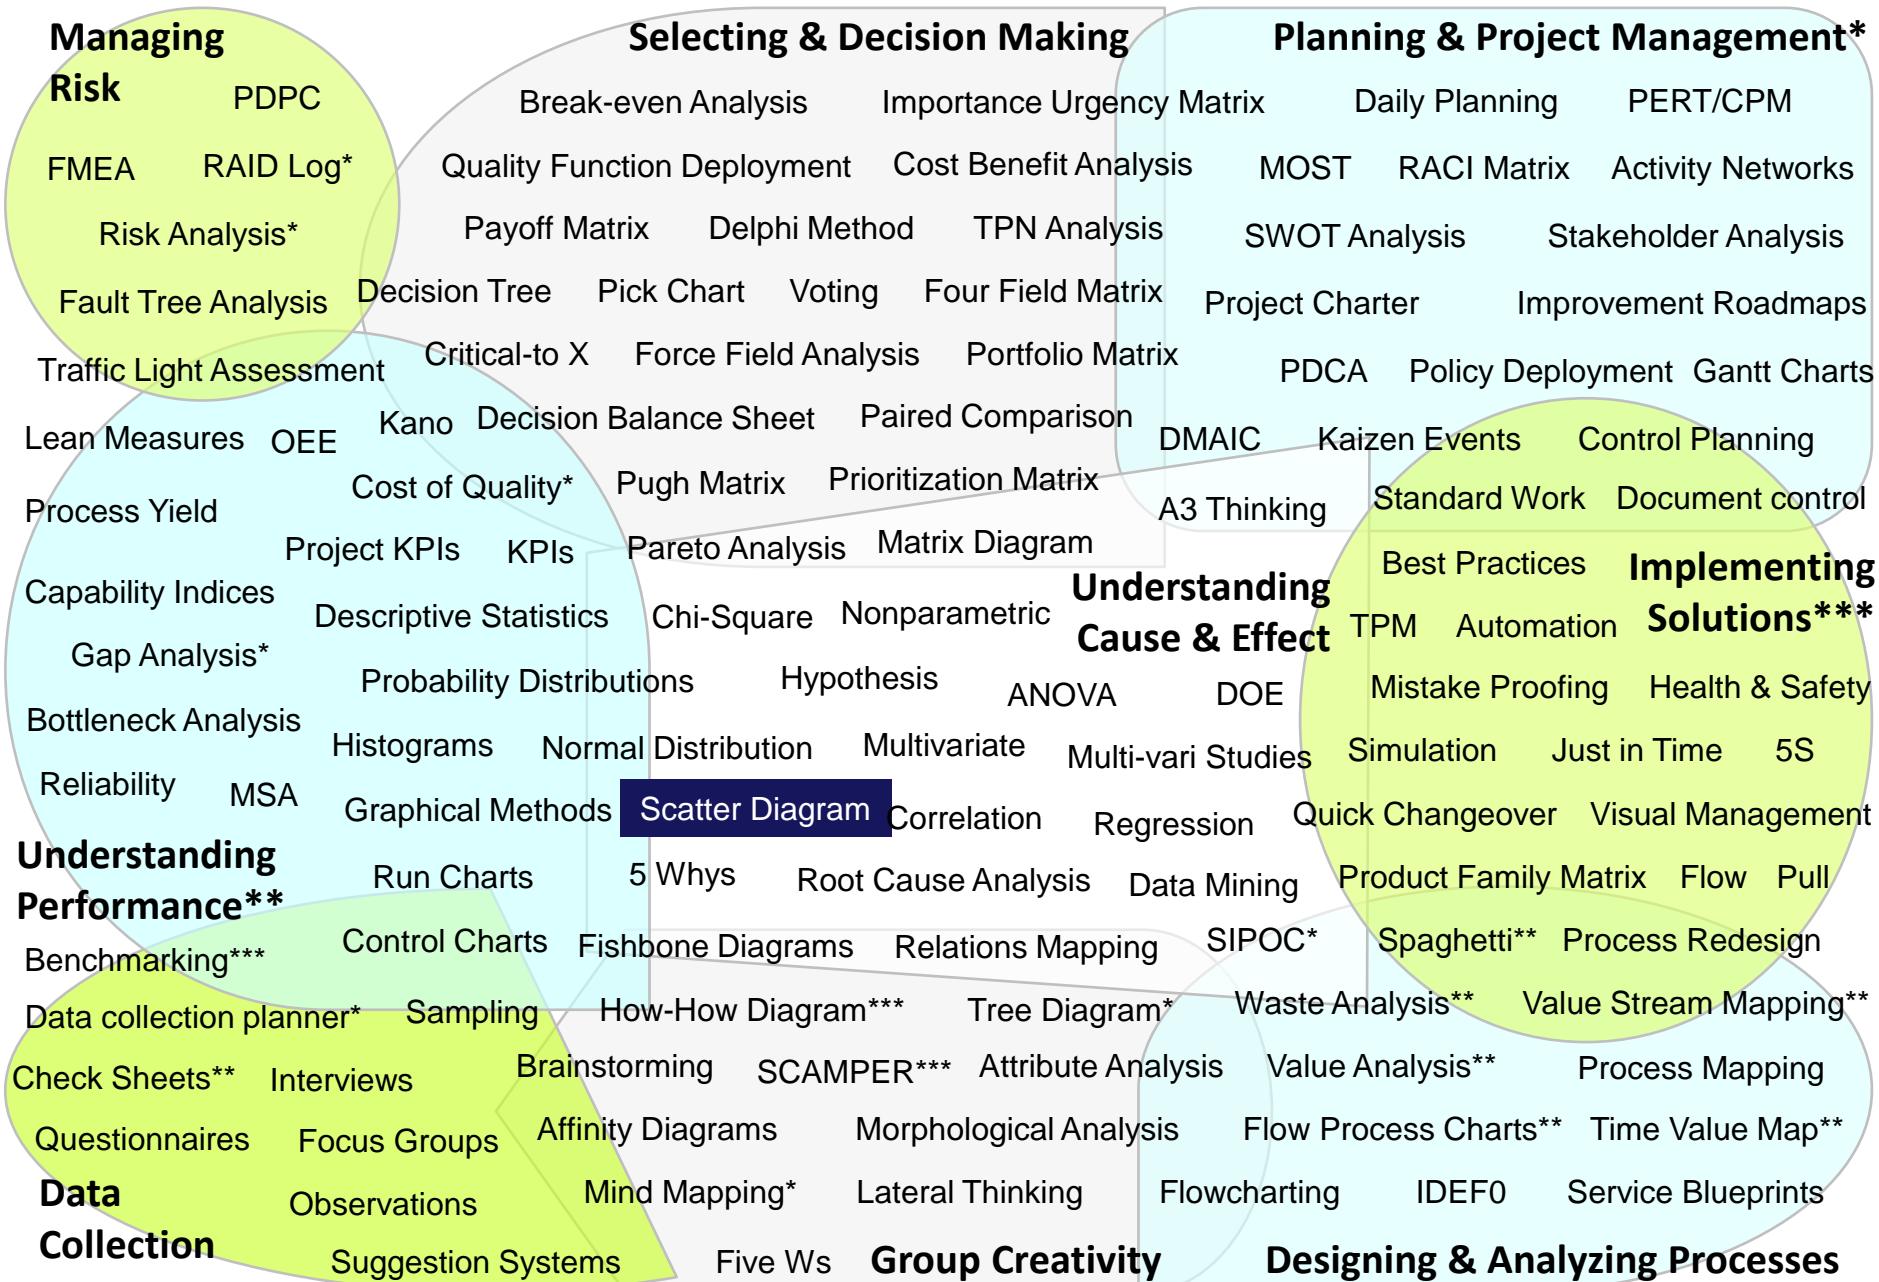 Managing
Risk
Selecting & Decision Making
Planning & Project Management*
PDPC
Break-even Analysis
Importance Urgency Matrix
Daily Planning
PERT/CPM
FMEA
RAID Log*
Quality Function Deployment
Cost Benefit Analysis
MOST
RACI Matrix
Activity Networks
Risk Analysis*
Payoff Matrix
Delphi Method
TPN Analysis
SWOT Analysis
Stakeholder Analysis
Fault Tree Analysis
Decision Tree
Pick Chart
Voting
Four Field Matrix
Project Charter
Improvement Roadmaps
Traffic Light Assessment
Critical-to X
Force Field Analysis
Portfolio Matrix
PDCA
Policy Deployment
Gantt Charts
Lean Measures
OEE
Kano
Decision Balance Sheet
Paired Comparison
DMAIC
Kaizen Events
Control Planning
Cost of Quality*
Pugh Matrix
Prioritization Matrix
A3 Thinking
Standard Work
Document control
Process Yield
Project KPIs
KPIs
Pareto Analysis
Matrix Diagram
Best Practices
Implementing
Solutions***
Understanding
Cause & Effect
Capability Indices
Descriptive Statistics
Chi-Square
Nonparametric
TPM
Automation
Gap Analysis*
Probability Distributions
Hypothesis
ANOVA
DOE
Mistake Proofing
Health & Safety
Bottleneck Analysis
Histograms
Normal Distribution
Multivariate
Multi-vari Studies
Simulation
Just in Time
5S
Reliability
MSA
Graphical Methods
Scatter Diagram
Correlation
Regression
Quick Changeover
Visual Management
Understanding
Performance**
Run Charts
5 Whys
Root Cause Analysis
Data Mining
Product Family Matrix
Flow
Pull
Benchmarking***
Control Charts
Fishbone Diagrams
Relations Mapping
SIPOC*
Spaghetti**
Process Redesign
Data collection planner*
Sampling
How-How Diagram***
Tree Diagram*
Waste Analysis**
Value Stream Mapping**
Check Sheets**
Interviews
Brainstorming
SCAMPER***
Attribute Analysis
Value Analysis**
Process Mapping
Questionnaires
Focus Groups
Affinity Diagrams
Morphological Analysis
Flow Process Charts**
Time Value Map**
Data
Collection
Observations
Mind Mapping*
Lateral Thinking
Flowcharting
IDEF0
Service Blueprints
Suggestion Systems
Five Ws
Group Creativity
Designing & Analyzing Processes